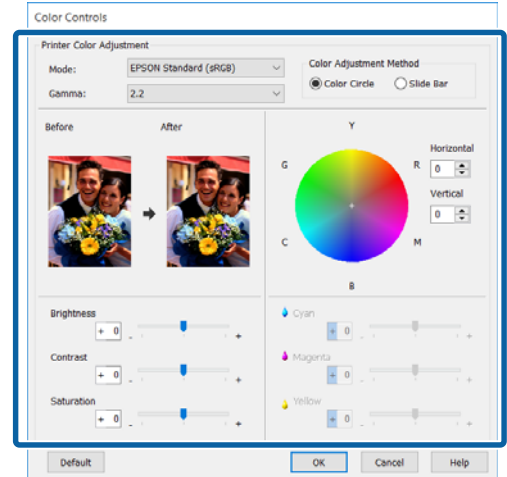 Color Controls
Printer Color Adjustment
Mode: EPSON Standard (sRGB)
Gamma: 2.2
Color Adjustment Method
Color Circle Slide Bar
Before After
Y
G R
C M
B
Horizontal
0
Vertical
0
Brightness
+ 0 - +
Contrast
+ 0 - +
Saturation
+ 0 - +
Cyan
+ 0 - +
Magenta
+ 0 - +
Yellow
+ 0 - +
Default OK Cancel Help